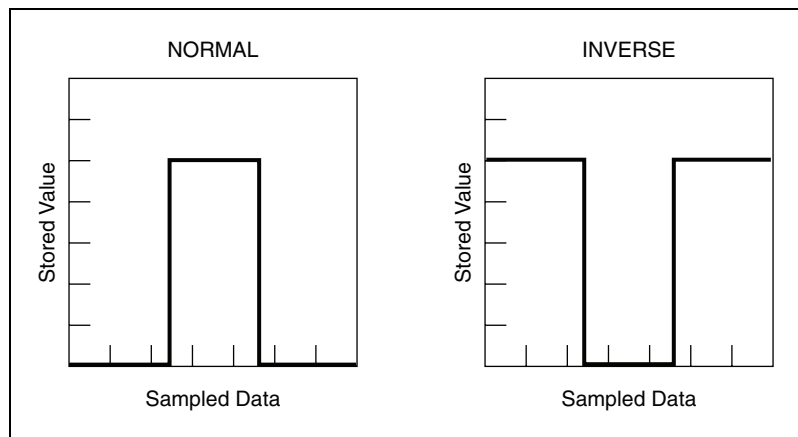 NORMAL
Stored Value
Sampled Data
INVERSE
Stored Value
Sampled Data